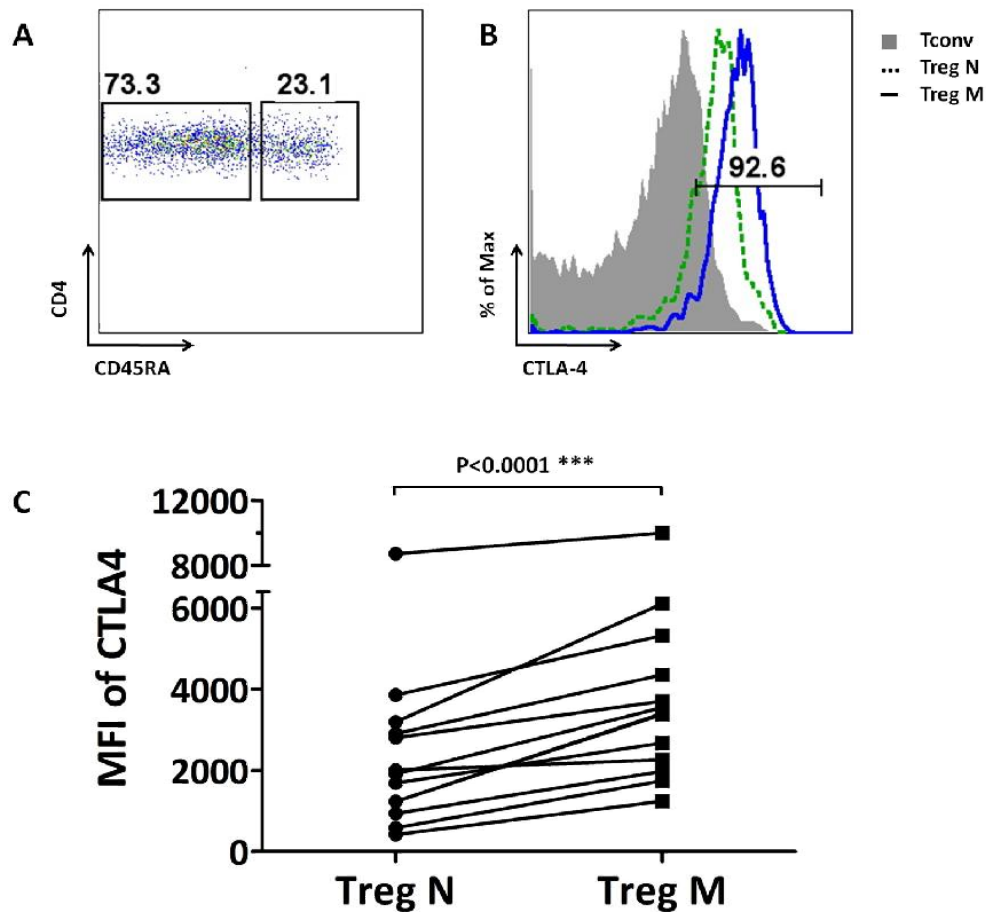 A
73.3 23.1
CD4
CD45RA
B
92.6
% of Max
CTLA-4
Tconv
Treg N
Treg M
C
P<0.0001 ***
MFI of CTLA4
12000
8000
6000
4000
2000
0
Treg N Treg M